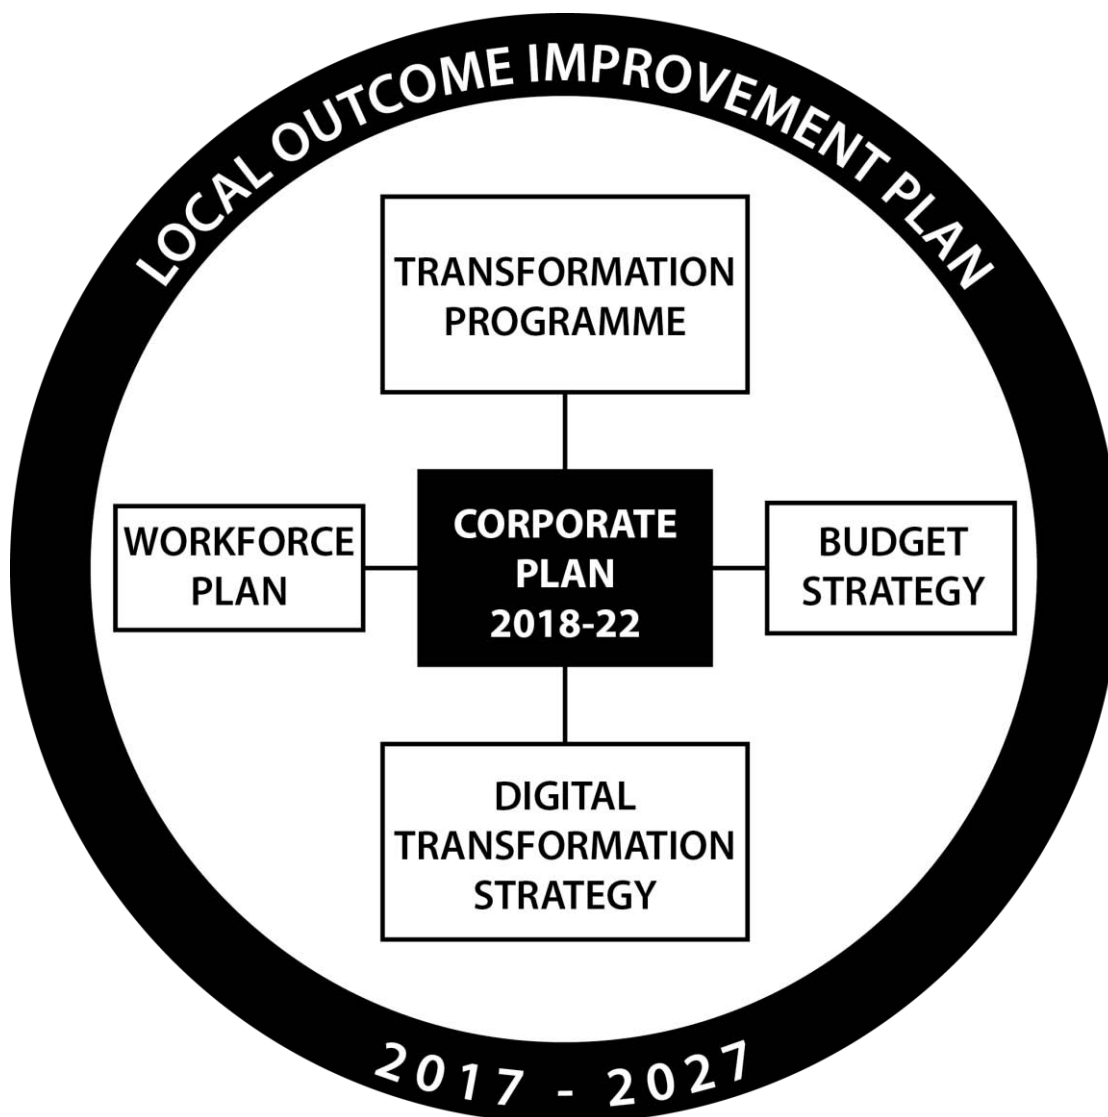 LOCAL OUTCOME IMPROVEMENT PLAN
TRANSFORMATION
PROGRAMME
WORKFORCE
PLAN
CORPORATE
PLAN
2018-22
BUDGET
STRATEGY
DIGITAL
TRANSFORMATION
STRATEGY
2017 - 2027